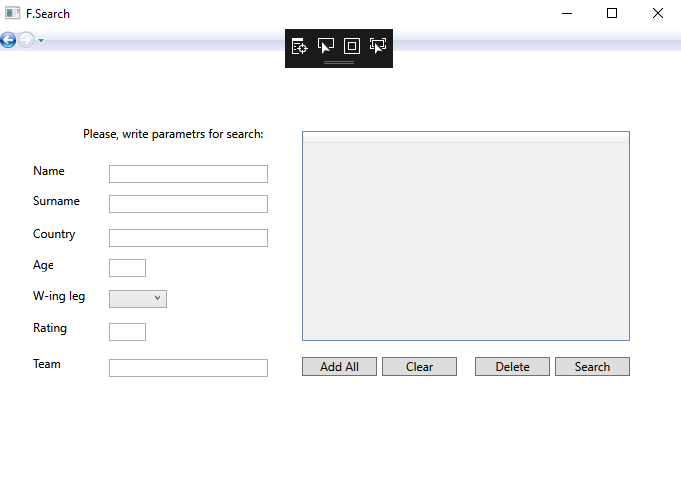 F.Search
Please, write parametrs for search:
Name
Surname
Country
Age
W-ing leg
Rating
Team
Add All
Clear
Delete
Search